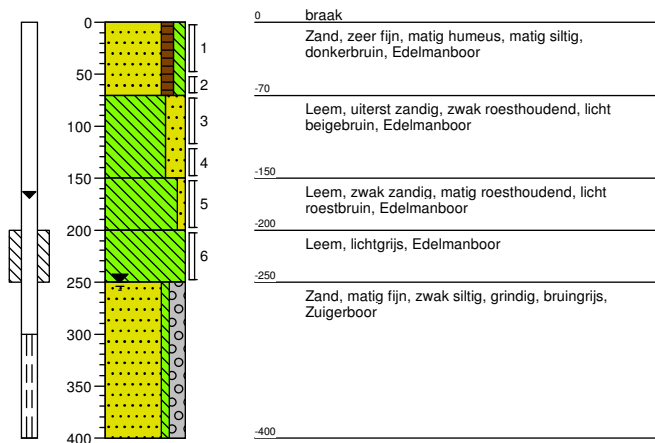 0
50
100
150
200
250
300
350
400
1
2
3
4
5
6
0 braak
Zand, zeer fijn, matig humeus, matig siltig,
donkerbruin, Edelmanboor
-70
Leem, uiterst zandig, zwak roesthoudend, licht
beigebruin, Edelmanboor
-150
Leem, zwak zandig, matig roesthoudend, licht
roestbruin, Edelmanboor
-200
Leem, lichtgrijs, Edelmanboor
-250
Zand, matig fijn, zwak siltig, grindig, bruingrijs,
Zuigerboor
-400